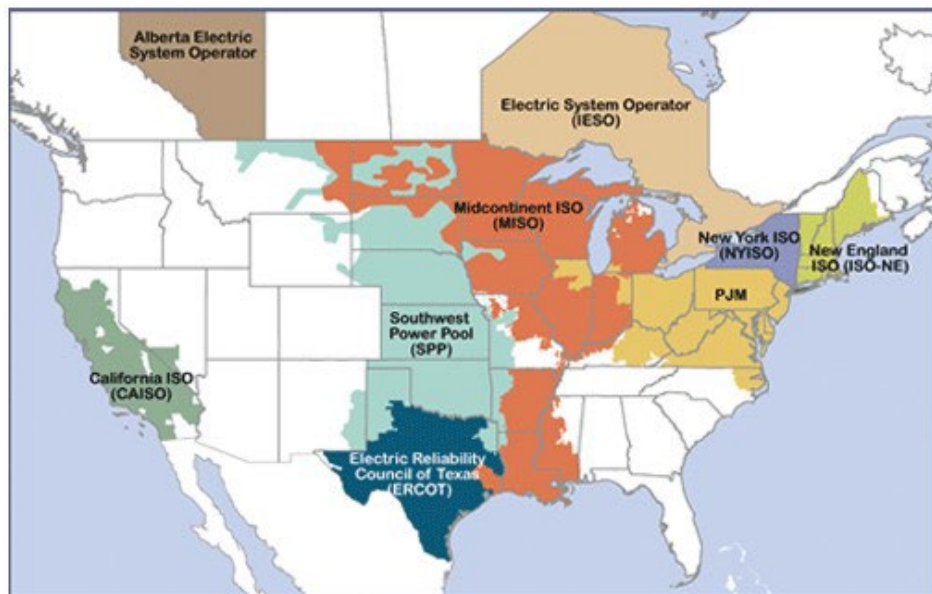 Alberta Electric
System Operator
Electric System Operator
(IESO)
Midcontinent ISO
(MISO)
New York ISO
(NYISO)
New England
ISO (ISO-NE)
PJM
Southwest
Power Pool
(SPP)
California ISO
(CAISO)
Electric Reliability
Council of Texas
(ERCOT)